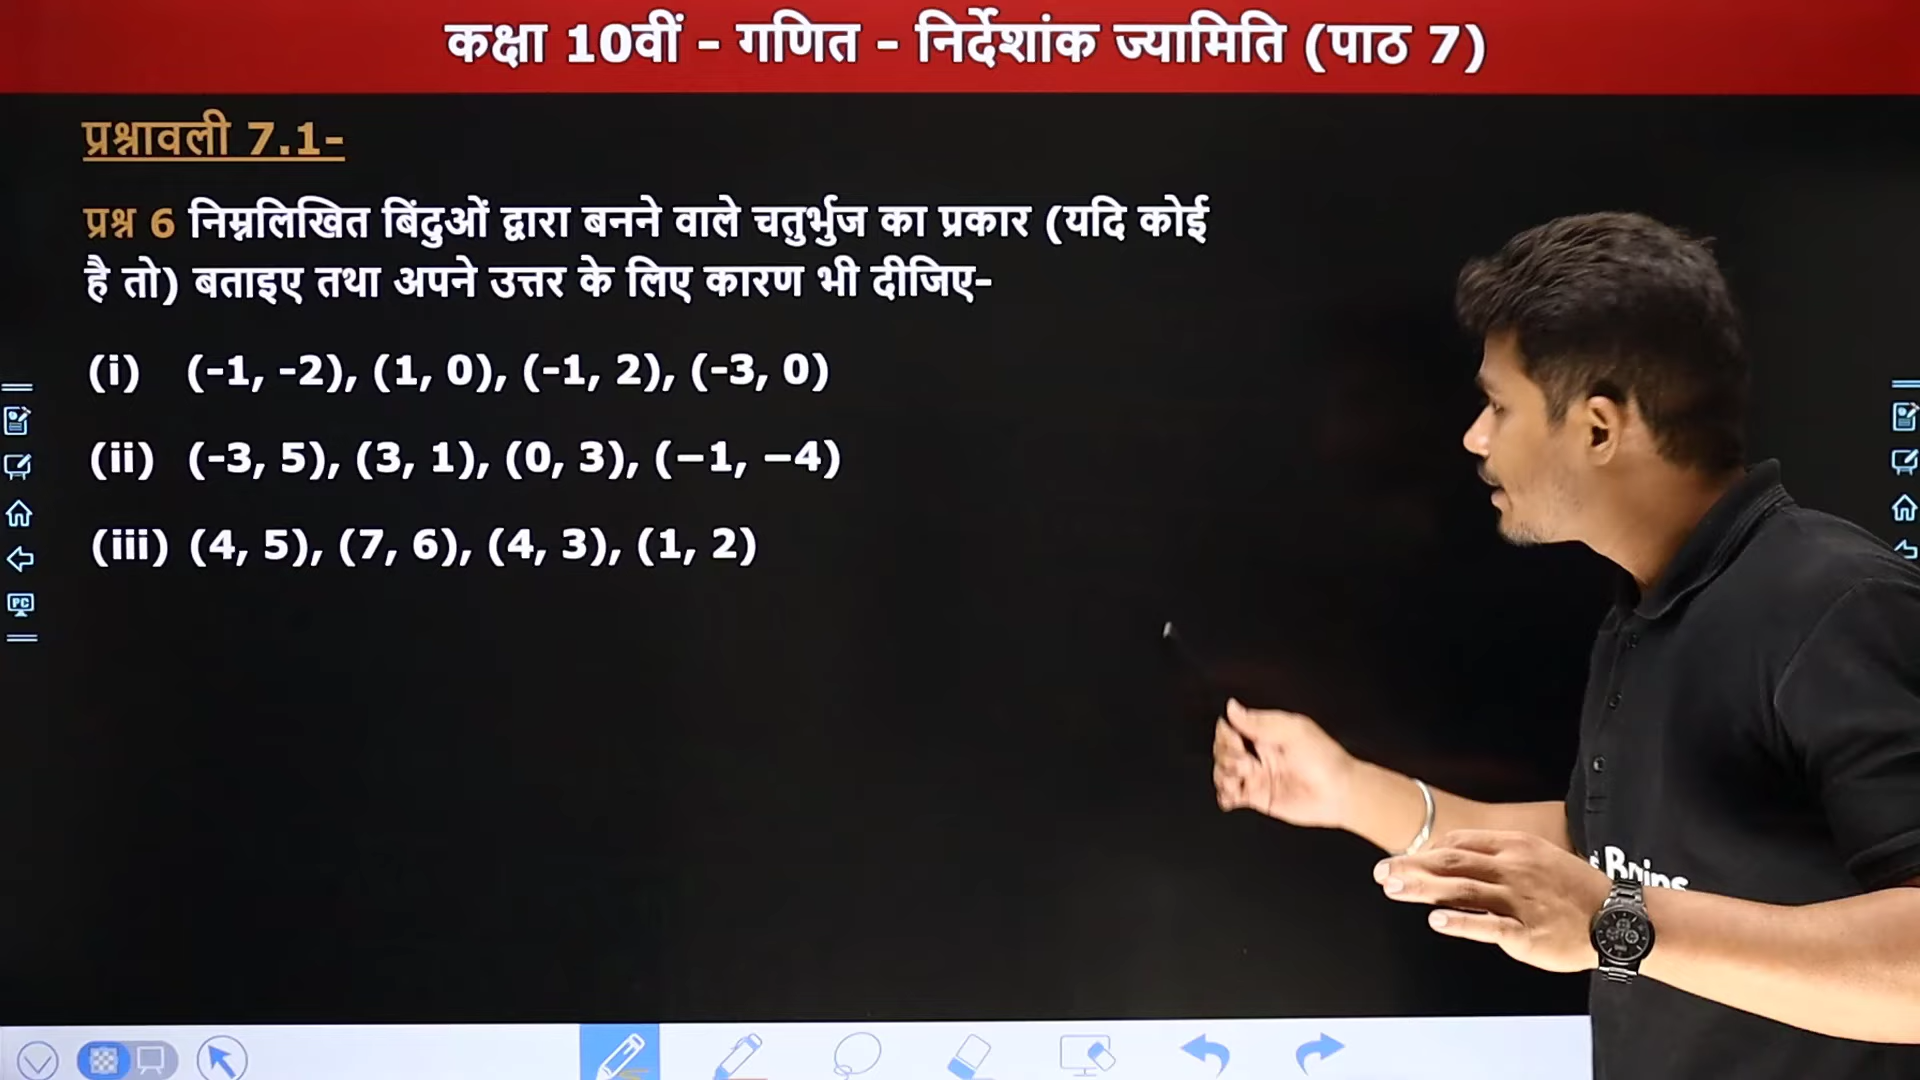 कक्षा 10वीं - गणित - निर्देशांक ज्यामिति (पाठ 7)
प्रश्नावली 7.1-
प्रश्न 6 निम्नलिखित बिंदुओं द्वारा बनने वाले चतुर्भुज का प्रकार (यदि कोई
है तो) बताइए तथा अपने उत्तर के लिए कारण भी दीजिए-
(i) (-1, -2), (1, 0), (-1, 2), (-3, 0)
(ii) (-3, 5), (3, 1), (0, 3), (−1, −4)
(iii) (4, 5), (7, 6), (4, 3), (1, 2)
PC
Brains